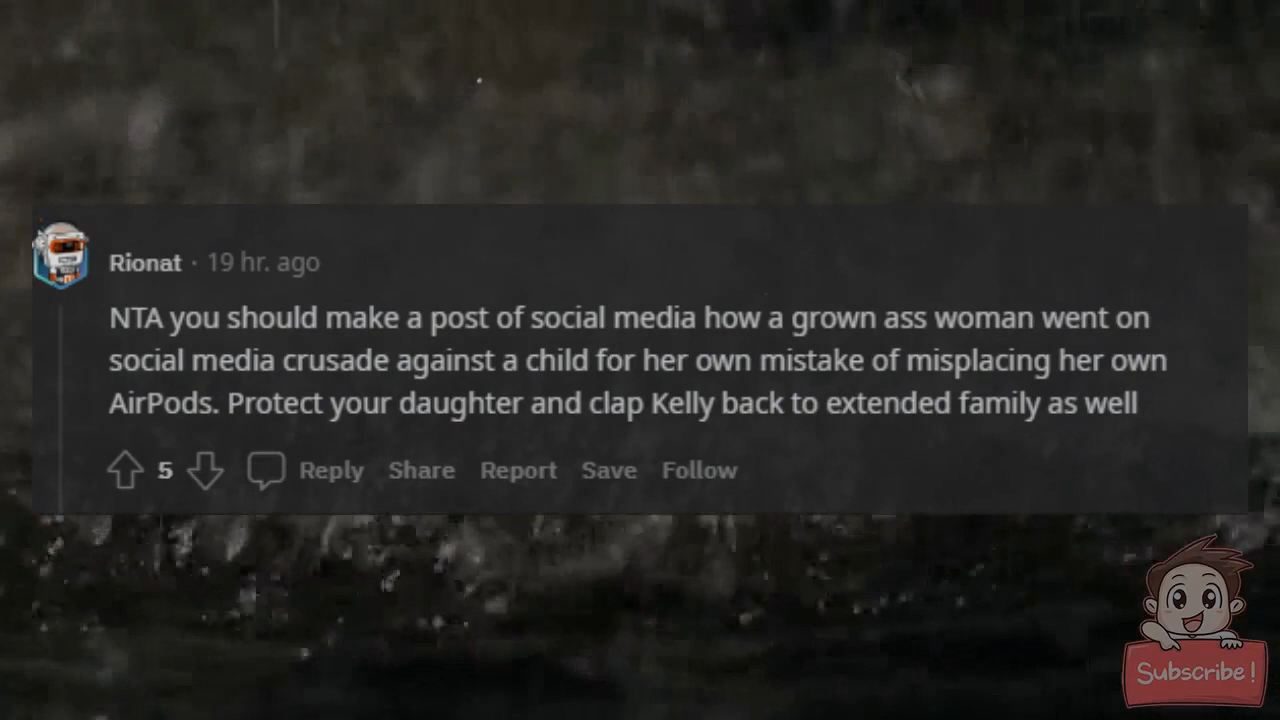 Rionat · 19 hr. ago
NTA you should make a post of social media how a grown ass woman went on
social media crusade against a child for her own mistake of misplacing her own
AirPods. Protect your daughter and clap Kelly back to extended family as well
5 Reply Share Report Save Follow
Subscribe!